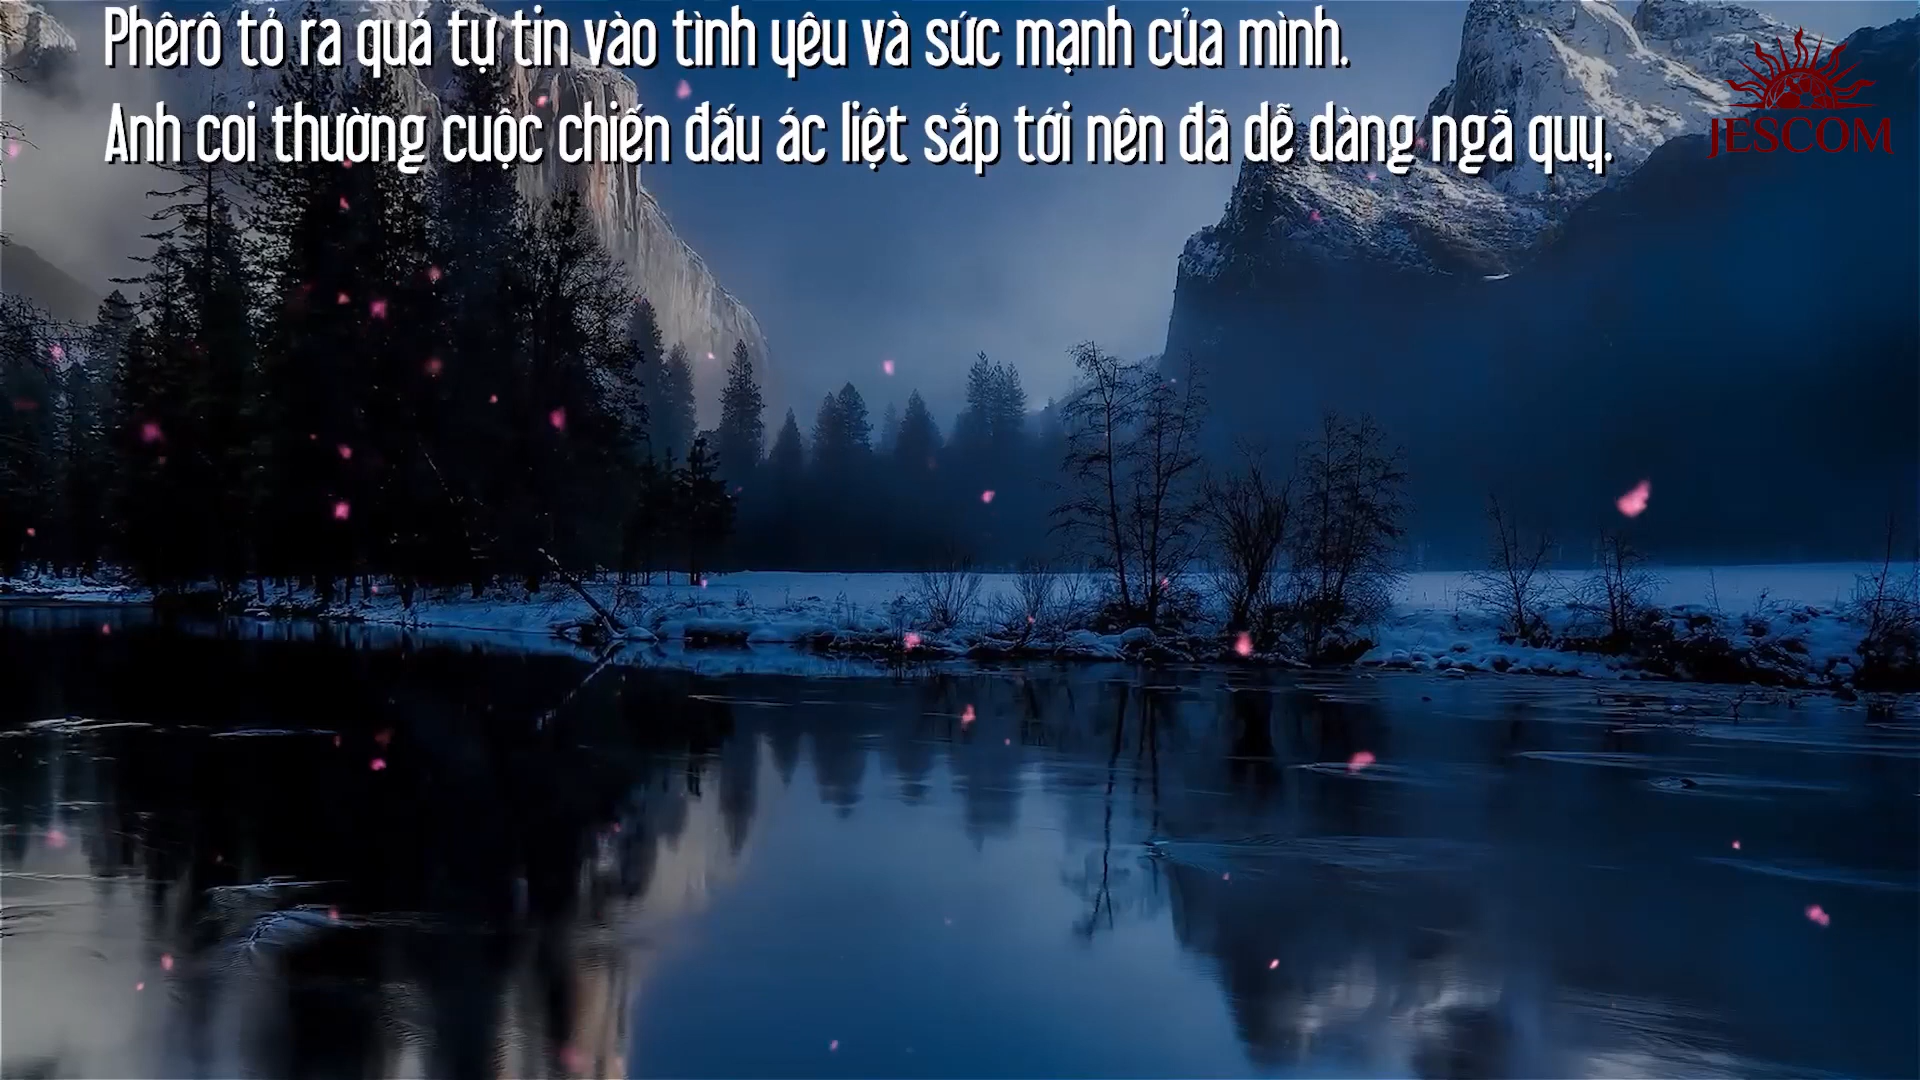 Phêrô tỏ ra quá tự tin vào tình yêu và sức mạnh của mình.
Anh coi thường cuộc chiến đấu ác liệt sắp tới nên đã dễ dàng ngã quỵ.
JESCOM